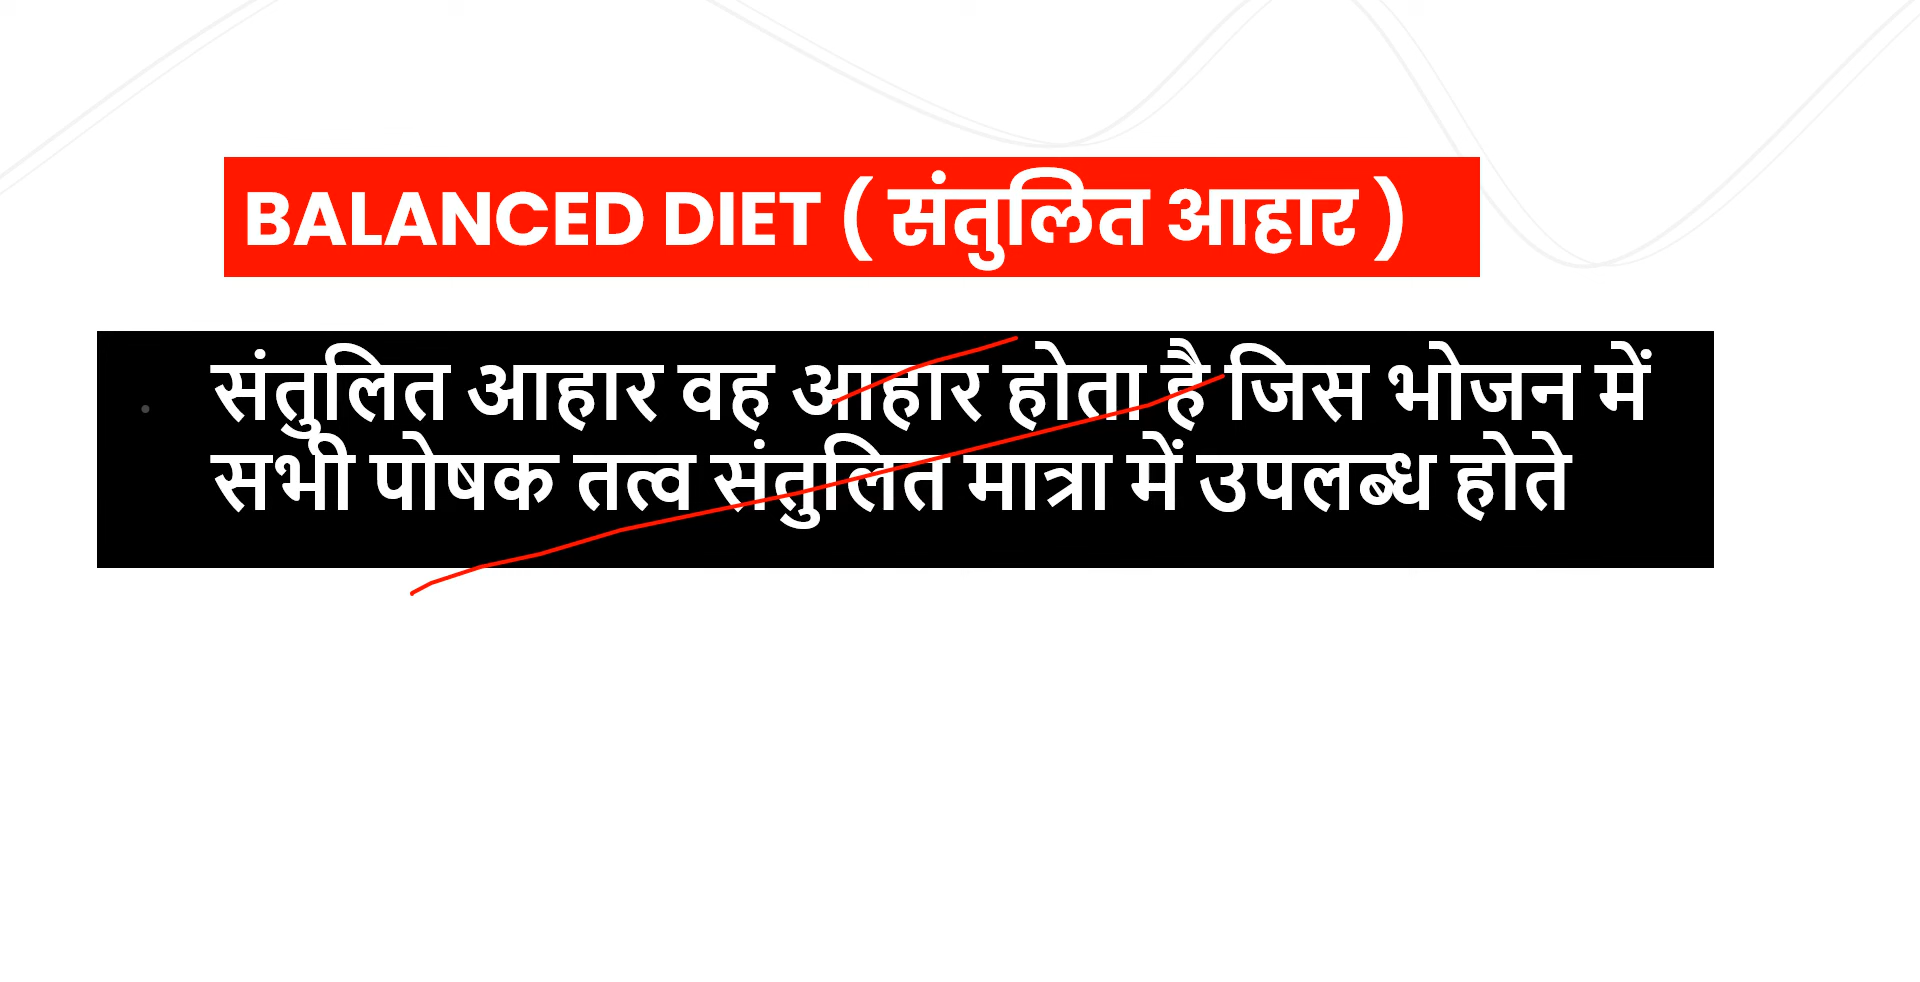 BALANCED DIET ( संतुलित आहार )
संतुलित आहार वह आहार होता है जिस भोजन में
सभी पोषक तत्व संतुलित मात्रा में उपलब्ध होते